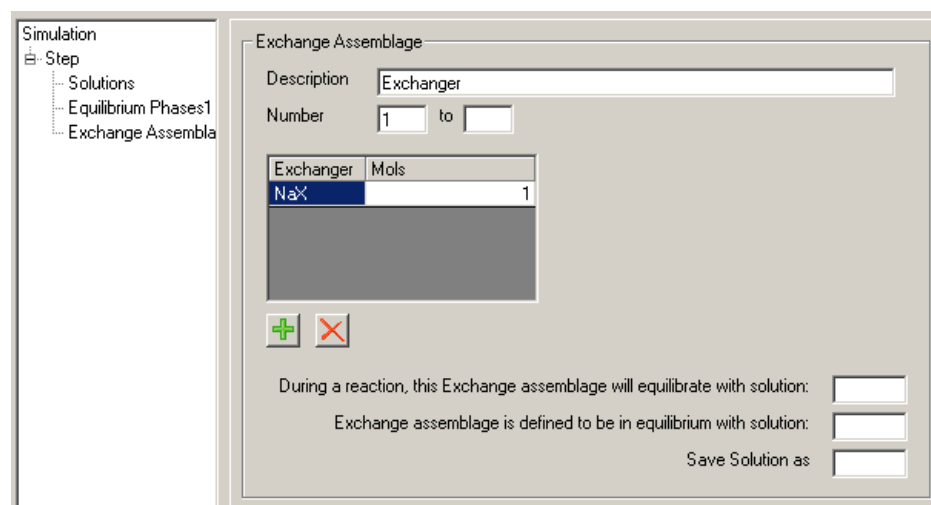 Simulation
Step
Solutions
Equilibrium Phases1
Exchange Assembla
Exchange Assemblage
Description Exchanger
Number 1 to
Exchanger Mols
NaX 1
During a reaction, this Exchange assemblage will equilibrate with solution:
Exchange assemblage is defined to be in equilibrium with solution:
Save Solution as